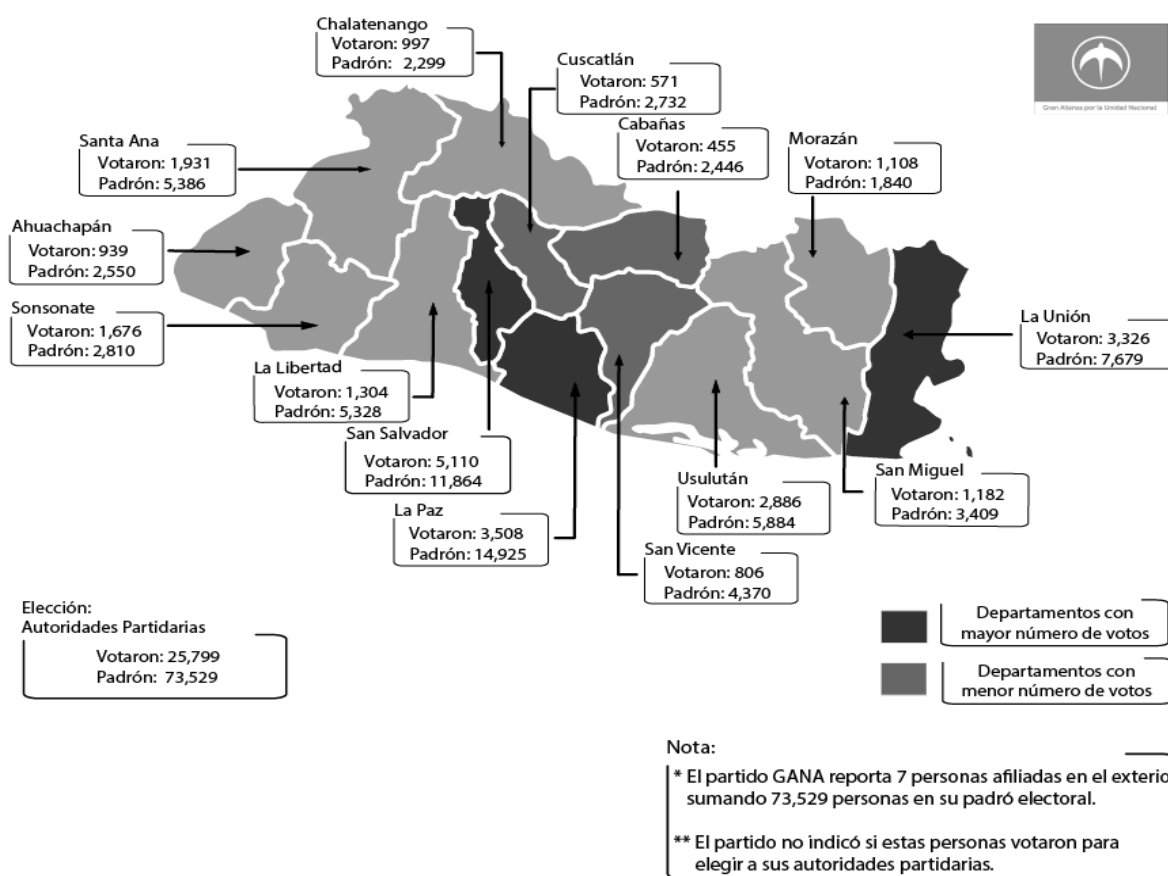 Chalatenango
Votaron: 997
Padrón: 2,299
Cuscatlán
Votaron: 571
Padrón: 2,732
Cabañas
Votaron: 455
Padrón: 2,446
Morazán
Votaron: 1,108
Padrón: 1,840
Gran Alianza por la Unidad Nacional
Santa Ana
Votaron: 1,931
Padrón: 5,386
Ahuachapán
Votaron: 939
Padrón: 2,550
Sonsonate
Votaron: 1,676
Padrón: 2,810
La Libertad
Votaron: 1,304
Padrón: 5,328
San Salvador
Votaron: 5,110
Padrón: 11,864
La Paz
Votaron: 3,508
Padrón: 14,925
San Vicente
Votaron: 806
Padrón: 4,370
Usulután
Votaron: 2,886
Padrón: 5,884
San Miguel
Votaron: 1,182
Padrón: 3,409
La Unión
Votaron: 3,326
Padrón: 7,679
Elección:
Autoridades Partidarias
Votaron: 25,799
Padrón: 73,529
Departamentos con
mayor número de votos
Departamentos con
menor número de votos
Nota:
* El partido GANA reporta 7 personas afiliadas en el exterio
sumando 73,529 personas en su padró electoral.
** El partido no indicó si estas personas votaron para
elegir a sus autoridades partidarias.